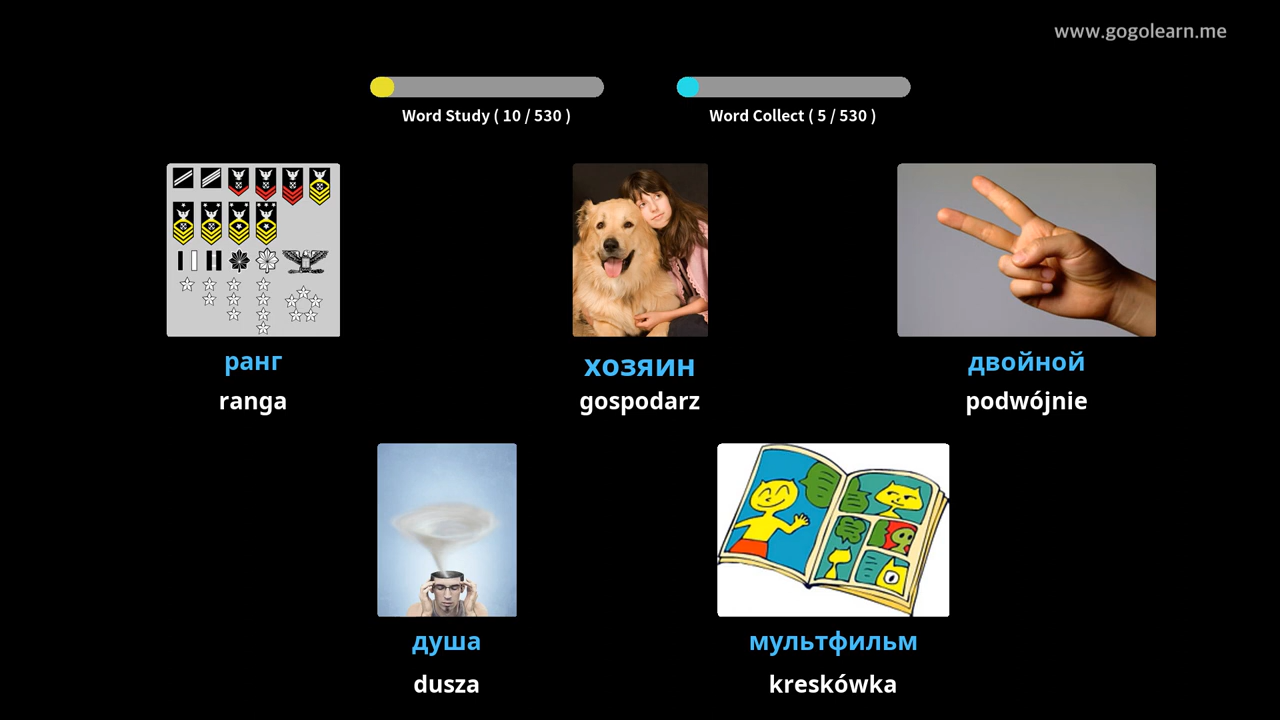 www.gogolearn.me
Word Study ( 10 / 530 )
Word Collect ( 5 / 530 )
ранг
хозяин
двойной
ranga
gospodarz
podwójnie
душа
мультфильм
dusza
kreskówka